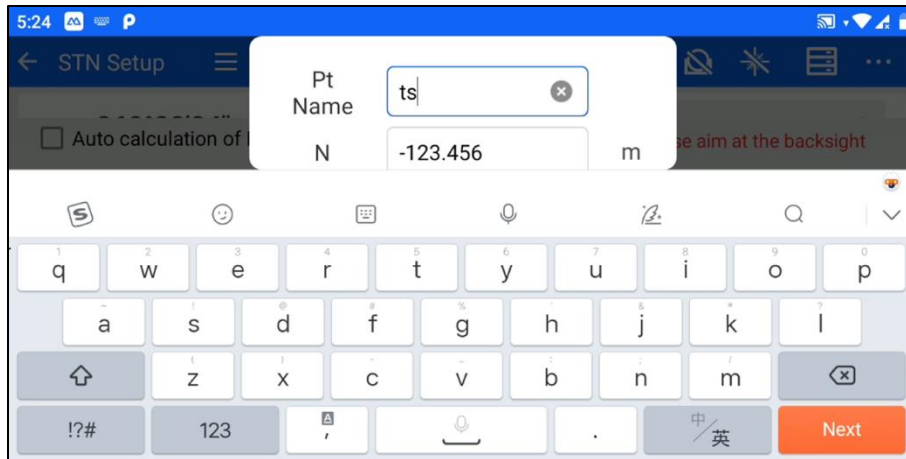 5:24
STN Setup
Pt Name
ts
N
-123.456
m
Auto calculation of
se aim at the backsight
1 2 3 4 5 6 7 8 9 0
q w e r t y u i o p
~ ! @ # % ' & * ?
a s d f g h j k l
z x c v b n m
!?# 123 , . 中/英 Next